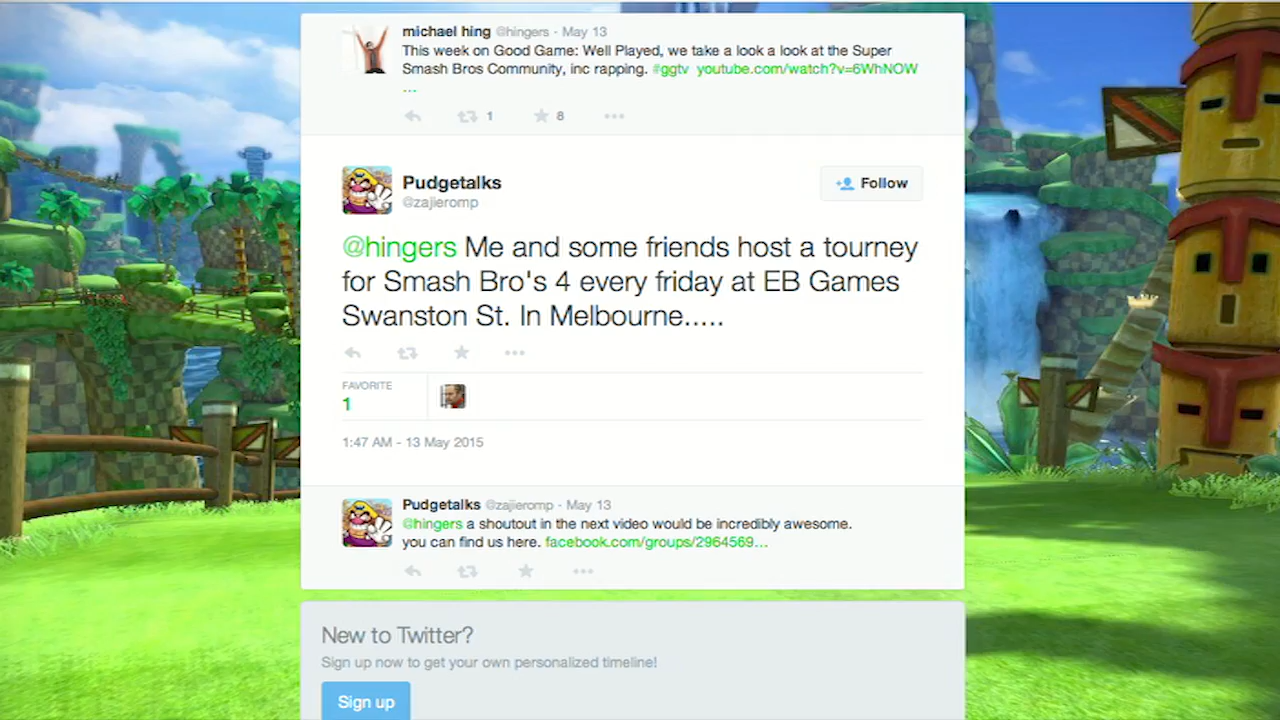 michael hing @hingers · May 13
This week on Good Game: Well Played, we take a look a look at the Super
Smash Bros Community, inc rapping. #ggtv youtube.com/watch?v=6WhNOW
...
1 8
Pudgetalks
@zajieromp
Follow
@hingers Me and some friends host a tourney
for Smash Bro's 4 every friday at EB Games
Swanston St. In Melbourne.....
FAVORITE
1
1:47 AM - 13 May 2015
Pudgetalks @zajieromp · May 13
@hingers a shoutout in the next video would be incredibly awesome.
you can find us here. facebook.com/groups/2964569...
New to Twitter?
Sign up now to get your own personalized timeline!
Sign up